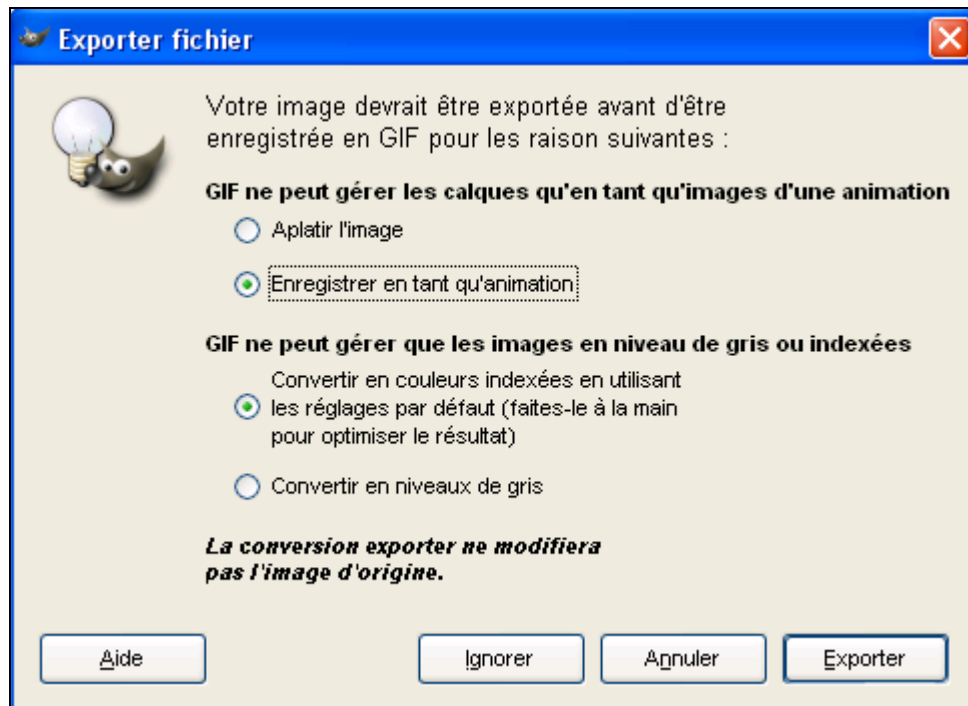 Exporter fichier
Votre image devrait être exportée avant d'être
enregistrée en GIF pour les raison suivantes :
GIF ne peut gérer les calques qu'en tant qu'images d'une animation
Aplatir l'image
Enregistrer en tant qu'animation
GIF ne peut gérer que les images en niveau de gris ou indexées
Convertir en couleurs indexées en utilisant
les réglages par défaut (faites-le à la main
pour optimiser le résultat)
Convertir en niveaux de gris
La conversion exporter ne modifiera
pas l'image d'origine.
Aide
Ignorer
Annuler
Exporter